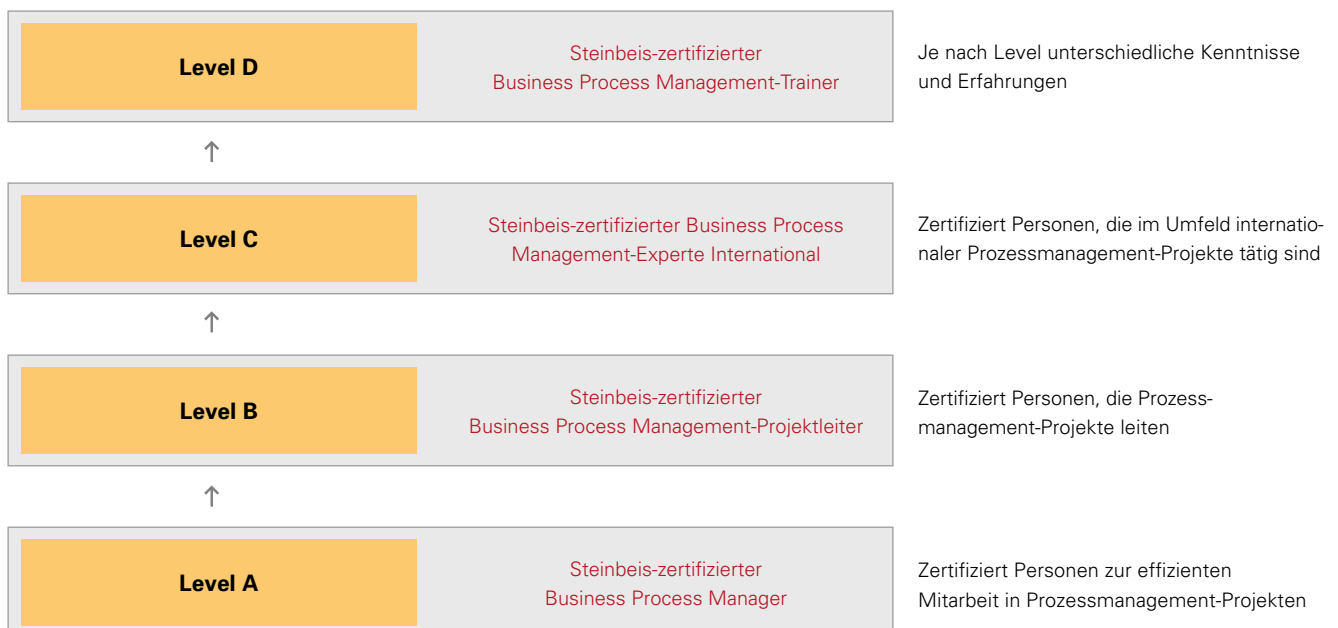 Level D
Steinbeis-zertifizierter
Business Process Management-Trainer
Je nach Level unterschiedliche Kenntnisse
und Erfahrungen
↑
Level C
Steinbeis-zertifizierter Business Process
Management-Experte International
Zertifiziert Personen, die im Umfeld internatio-
naler Prozessmanagement-Projekte tätig sind
↑
Level B
Steinbeis-zertifizierter
Business Process Management-Projektleiter
Zertifiziert Personen, die Prozess-
management-Projekte leiten
↑
Level A
Steinbeis-zertifizierter
Business Process Manager
Zertifiziert Personen zur effizienten
Mitarbeit in Prozessmanagement-Projekten